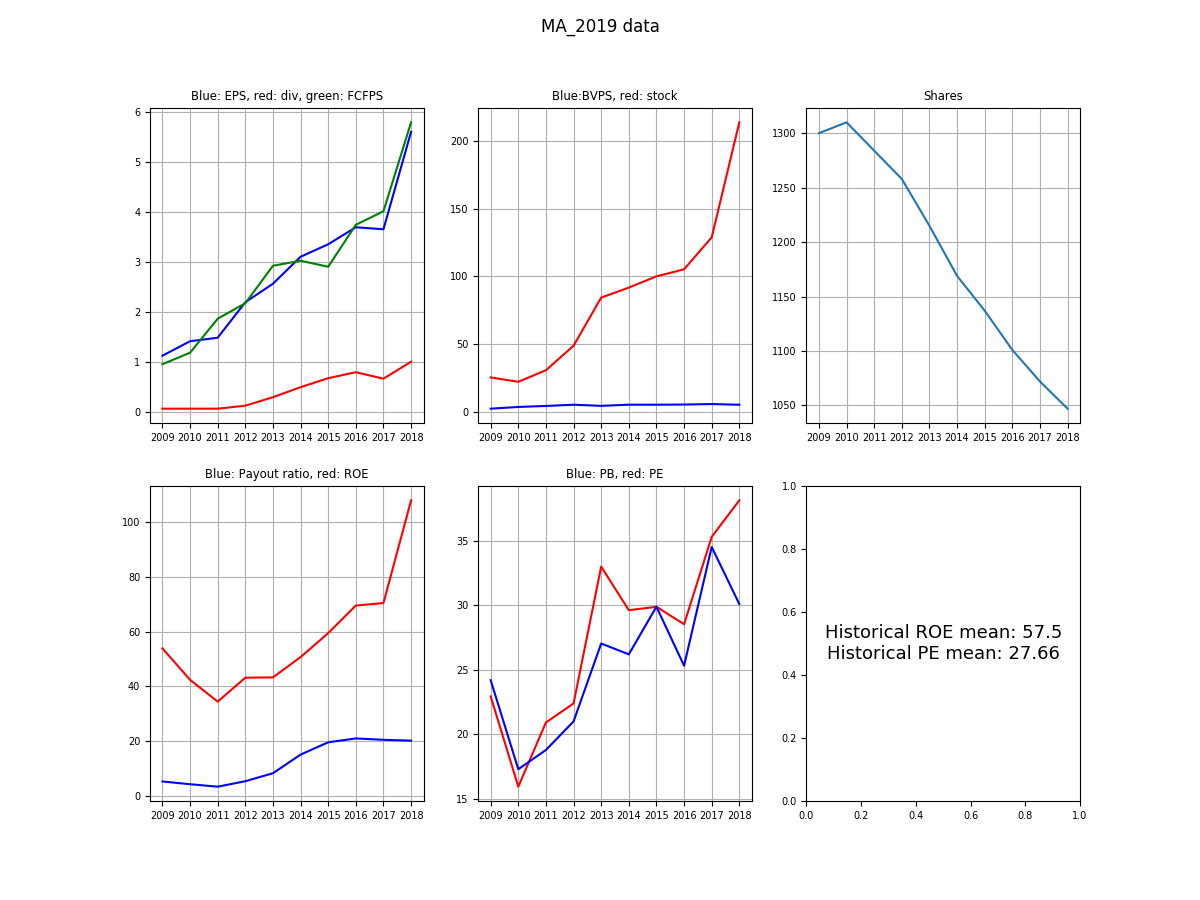 MA_2019 data
Blue: EPS, red: div, green: FCFPS
6
5
4
3
2
1
0
2009 2010 2011 2012 2013 2014 2015 2016 2017 2018
Blue:BVPS, red: stock
200
150
100
50
0
2009 2010 2011 2012 2013 2014 2015 2016 2017 2018
Shares
1300
1250
1200
1150
1100
1050
2009 2010 2011 2012 2013 2014 2015 2016 2017 2018
Blue: Payout ratio, red: ROE
100
80
60
40
20
0
2009 2010 2011 2012 2013 2014 2015 2016 2017 2018
Blue: PB, red: PE
35
30
25
20
15
2009 2010 2011 2012 2013 2014 2015 2016 2017 2018
1.0
0.8
0.6
0.4
0.2
0.0
Historical ROE mean: 57.5
Historical PE mean: 27.66
0.0 0.2 0.4 0.6 0.8 1.0